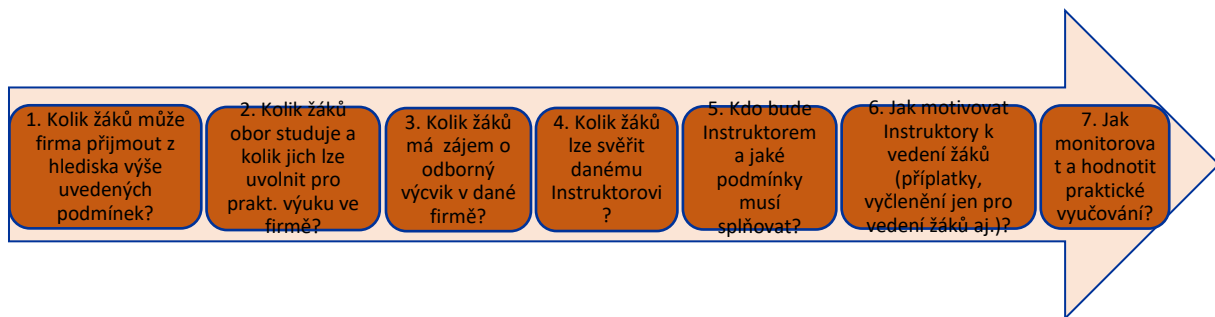 1. Kolik žáků může
firma přijmout z
hlediska výše
uvedených
podmínek?
2. Kolik žáků
obor studuje a
kolik jich lze
uvolnit pro
prakt. výuku ve
firmě?
3. Kolik žáků
má zájem o
odborný
výcvik v dané
firmě?
4. Kolik žáků
lze svěřit
danému
Instruktorovi
?
5. Kdo bude
Instruktorem
a jaké
podmínky
musí
splňovat?
6. Jak motivovat
Instruktory k
vedení žáků
(příplatky,
vyčlenění jen pro
vedení žáků aj.)?
7. Jak
monitorova
t a hodnotit
praktické
vyučování?